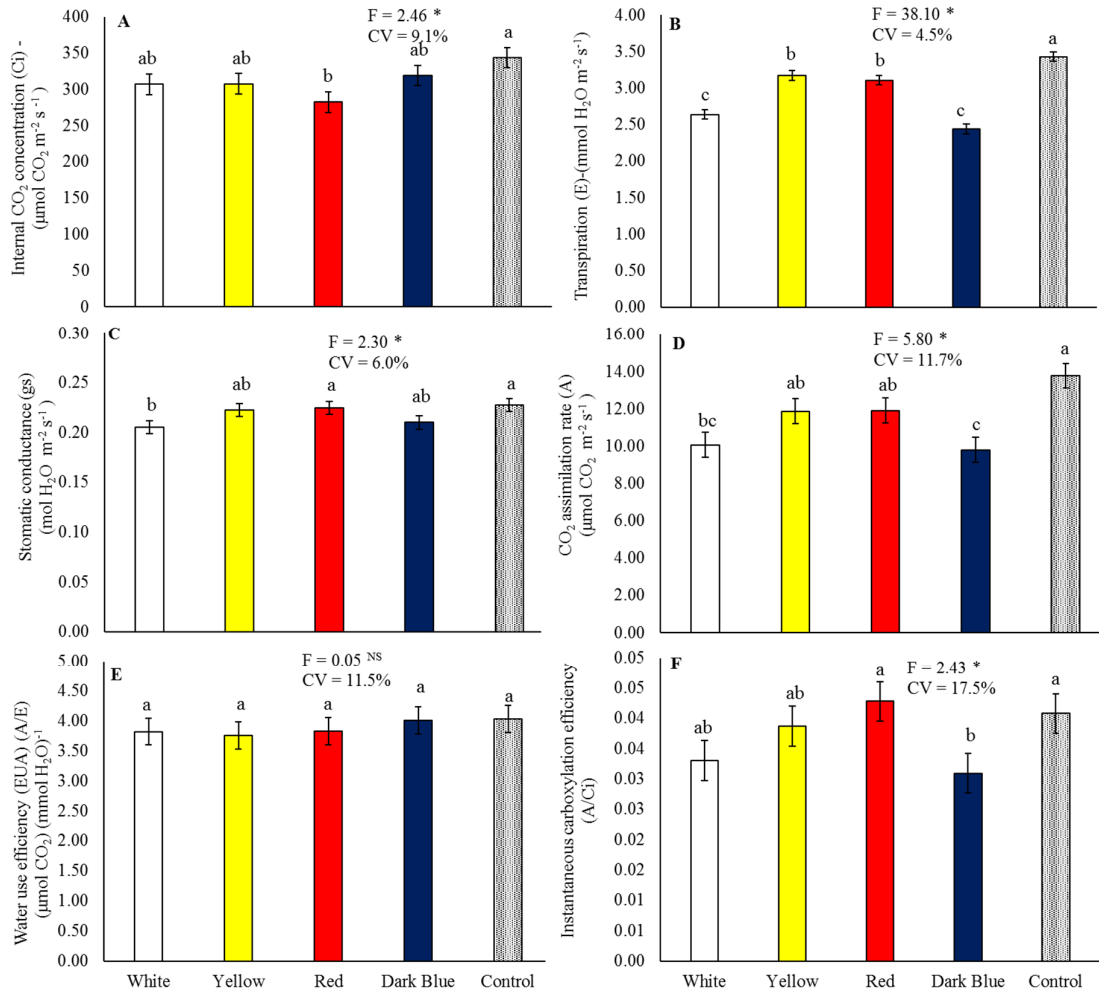 A
F = 2.46 *
CV = 9.1%
Internal CO2 concentration (Ci) -
(µmol CO2 m-2 s -1
400
350
300
250
200
150
100
50
0
ab
ab
b
ab
a
B
F = 38.10 *
CV = 4.5%
Transpiration (E)-(mmol H2O m-2 s-1)
4.00
3.50
3.00
2.50
2.00
1.50
1.00
0.50
0.00
c
b
b
c
a
C
F = 2.30 *
CV = 6.0%
Stomatic conductance (gs)
(mol H2O m-2 s-1)
0.30
0.25
0.20
0.15
0.10
0.05
0.00
b
ab
a
ab
a
D
F = 5.80 *
CV = 11.7%
CO2 assimilation rate (A)
(µmol CO2 m-2 s-1)
16.00
14.00
12.00
10.00
8.00
6.00
4.00
2.00
0.00
bc
ab
ab
c
a
E
F = 0.05 NS
CV = 11.5%
Water use efficiency (EUA) (A/E)
(µmol CO2) (mmol H2O)-1
5.00
4.50
4.00
3.50
3.00
2.50
2.00
1.50
1.00
0.50
0.00
a
a
a
a
a
White
Yellow
Red
Dark Blue
Control
F
F = 2.43 *
CV = 17.5%
Instantaneous carboxylation efficiency
(A/Ci)
0.05
0.05
0.04
0.04
0.03
0.03
0.02
0.02
0.01
0.01
0.00
ab
ab
a
b
a
White
Yellow
Red
Dark Blue
Control